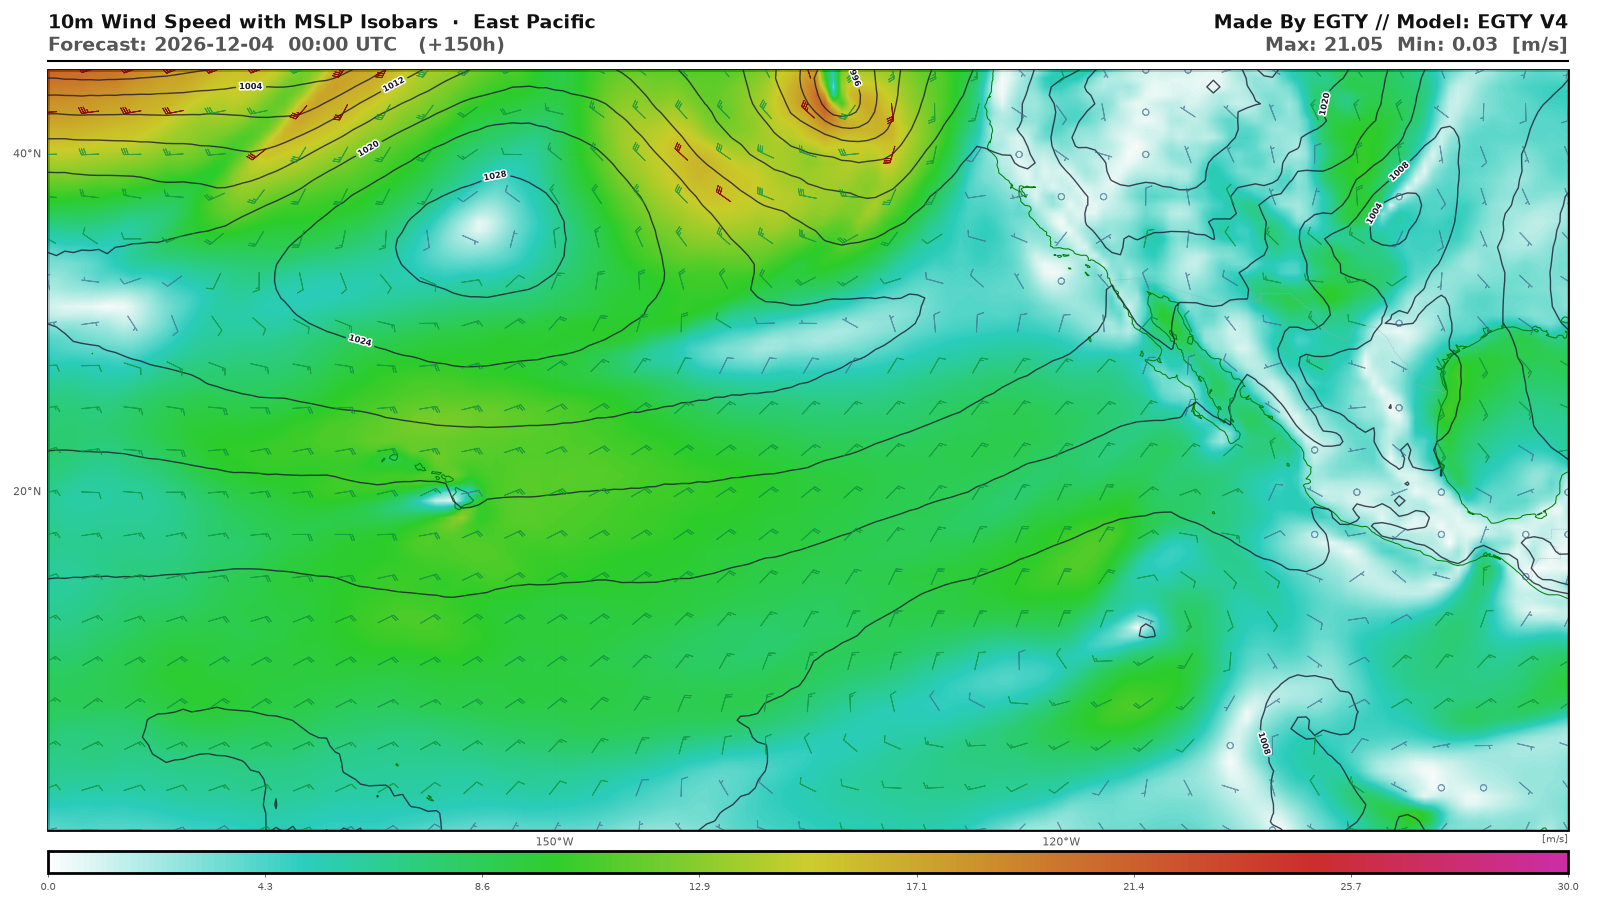 10m Wind Speed with MSLP Isobars · East Pacific
Made By EGTY // Model: EGTY V4
Forecast: 2026-12-04 00:00 UTC (+150h)
Max: 21.05 Min: 0.03 [m/s]
996
1004
1012
1020
1020
40°N
1008
1028
1004
1024
20°N
1008
150°W
120°W
[m/s]
0.0
4.3
8.6
12.9
17.1
21.4
25.7
30.0